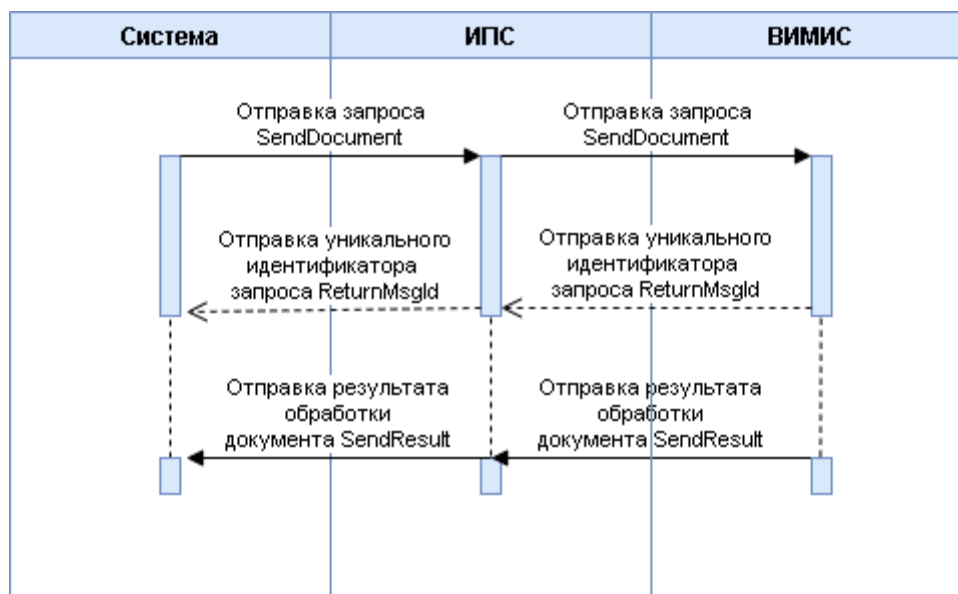 Система
ИПС
ВИМИС
Отправка запроса
SendDocument
Отправка запроса
SendDocument
Отправка уникального
идентификатора
запроса ReturnMsgId
Отправка уникального
идентификатора
запроса ReturnMsgId
Отправка результата
обработки
документа SendResult
Отправка результата
обработки
документа SendResult